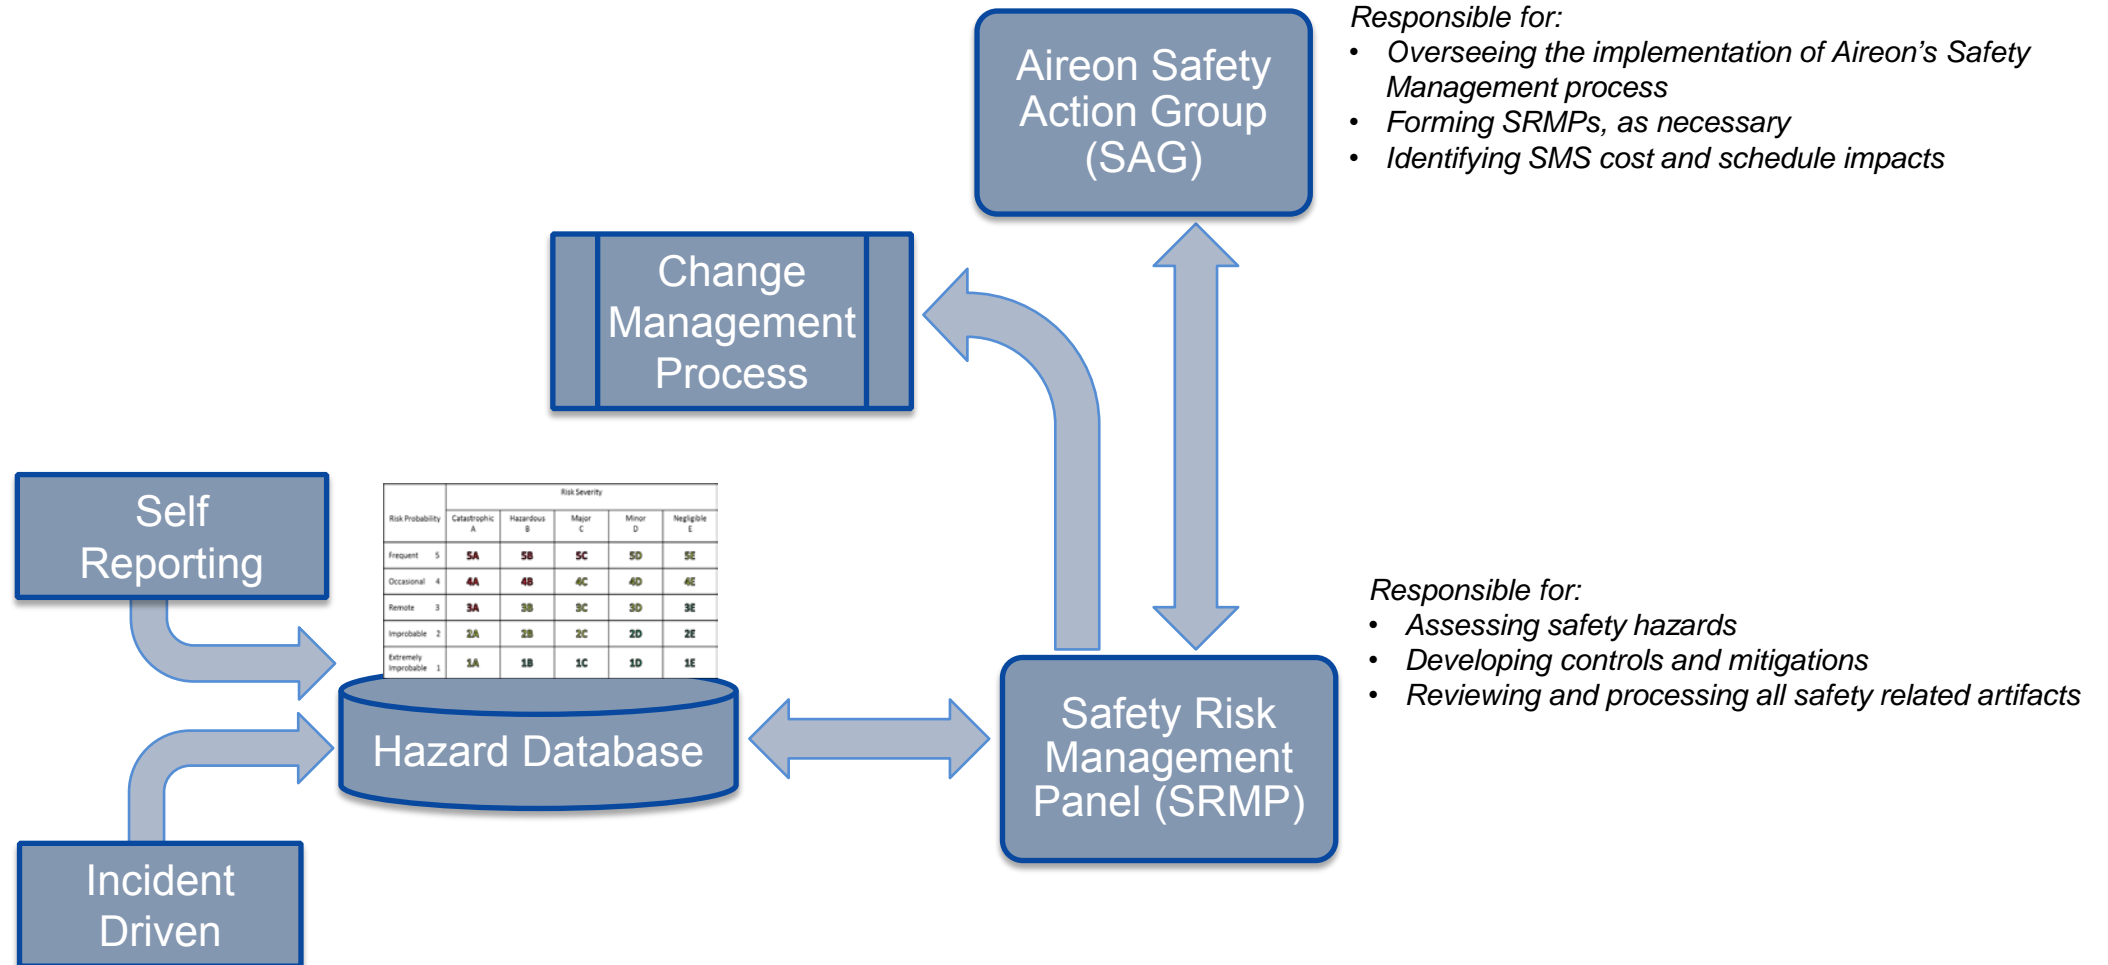 Aireon Safety
Action Group
(SAG)
Responsible for:
• Overseeing the implementation of Aireon’s Safety
Management process
• Forming SRMPs, as necessary
• Identifying SMS cost and schedule impacts
Change
Management
Process
Self
Reporting
Risk Severity
Risk Probability Catastrophic A Hazardous B Major C Minor D Negligible E
Frequent 5 5A 5B 5C 5D 5E
Occasional 4 4A 4B 4C 4D 4E
Remote 3 3A 3B 3C 3D 3E
Improbable 2 2A 2B 2C 2D 2E
Extremely
Improbable 1 1A 1B 1C 1D 1E
Hazard Database
Safety Risk
Management
Panel (SRMP)
Responsible for:
• Assessing safety hazards
• Developing controls and mitigations
• Reviewing and processing all safety related artifacts
Incident
Driven